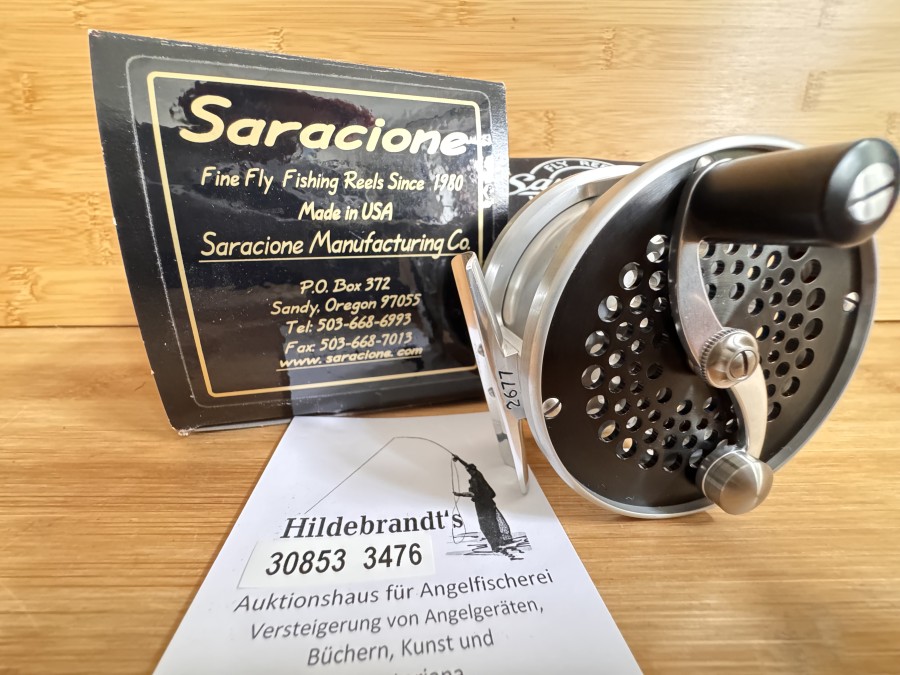 Saracione
Fine Fly Fishing Reels Since 1980
Made in USA
Saracione Manufacturing Co.
P.O. Box 372
Sandy, Oregon 97055
Tel: 503-668-6993
Fax: 503-668-7013
www.saracione.com
FLY REE
2677
Hildebrandt's
30853 3476
Auktionshaus für Angelfischerei
Versteigerung von Angelgeräten,
Büchern, Kunst und